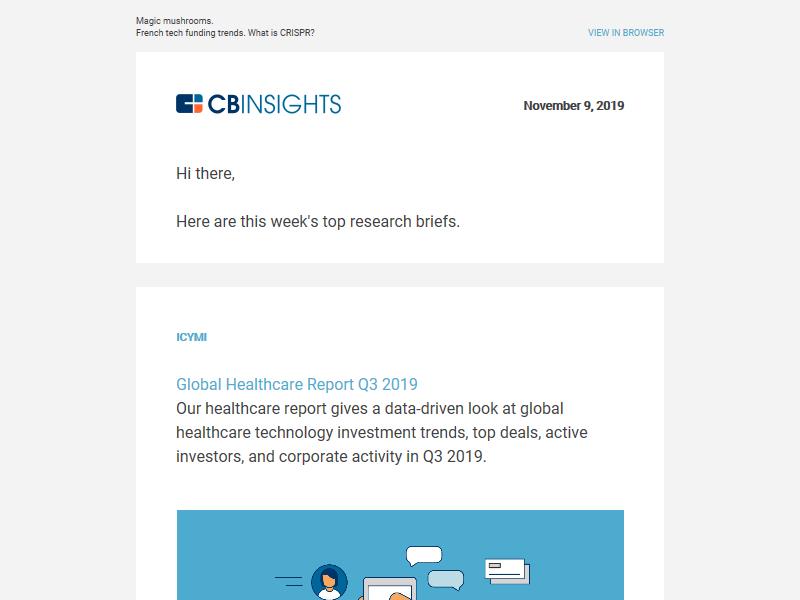 Magic mushrooms.
French tech funding trends. What is CRISPR?
VIEW IN BROWSER
CBINSIGHTS
November 9, 2019
Hi there,
Here are this week's top research briefs.
ICYMI
Global Healthcare Report Q3 2019
Our healthcare report gives a data-driven look at global
healthcare technology investment trends, top deals, active
investors, and corporate activity in Q3 2019.